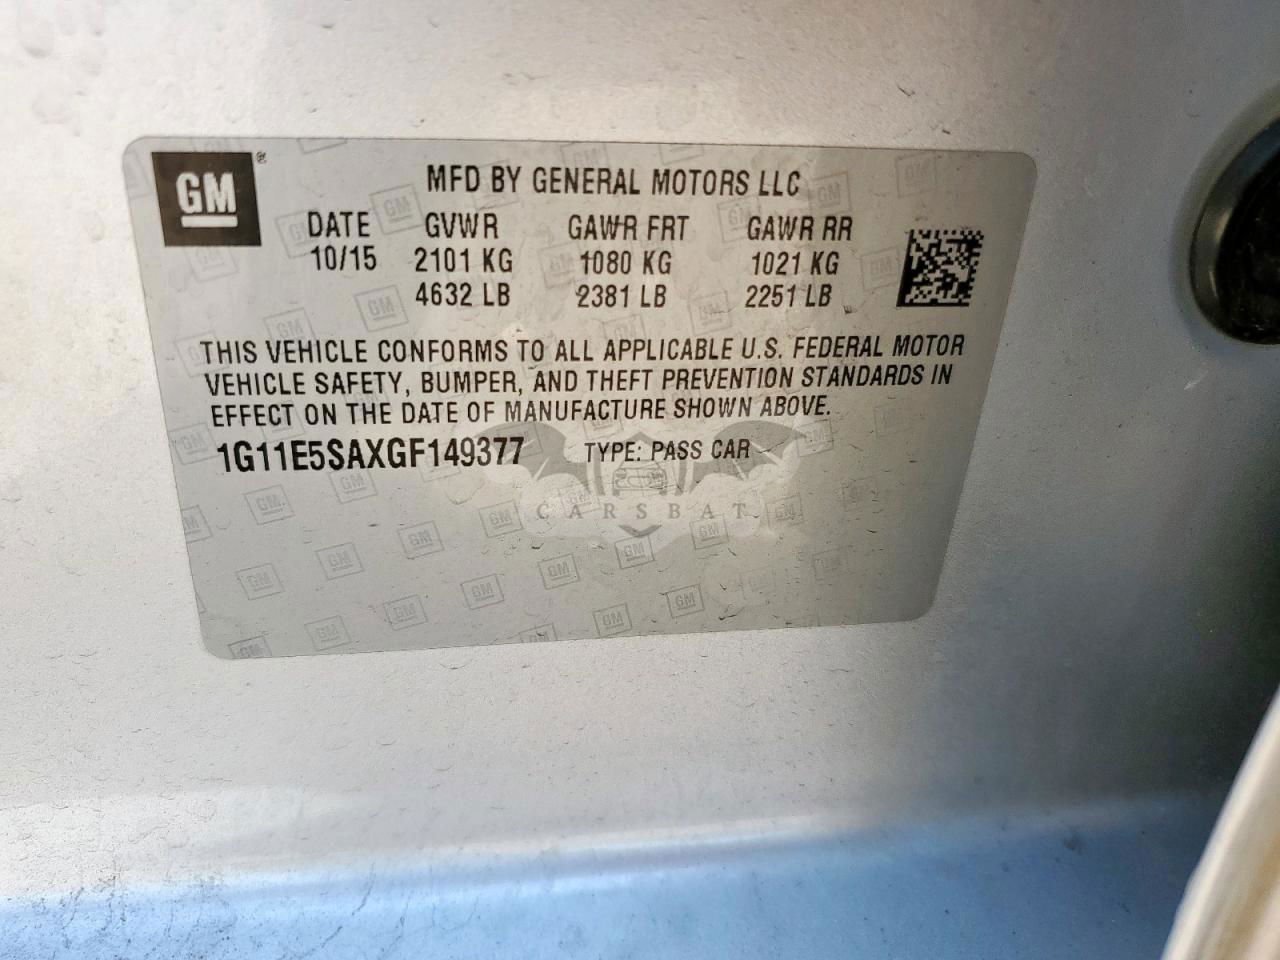 GM ®
MFD BY GENERAL MOTORS LLC
DATE GVWR GAWR FRT GAWR RR
10/15 2101 KG 1080 KG 1021 KG
4632 LB 2381 LB 2251 LB
THIS VEHICLE CONFORMS TO ALL APPLICABLE U.S. FEDERAL MOTOR
VEHICLE SAFETY, BUMPER, AND THEFT PREVENTION STANDARDS IN
EFFECT ON THE DATE OF MANUFACTURE SHOWN ABOVE.
1G11E5SAXGF149377 TYPE: PASS CAR
CARSBAT